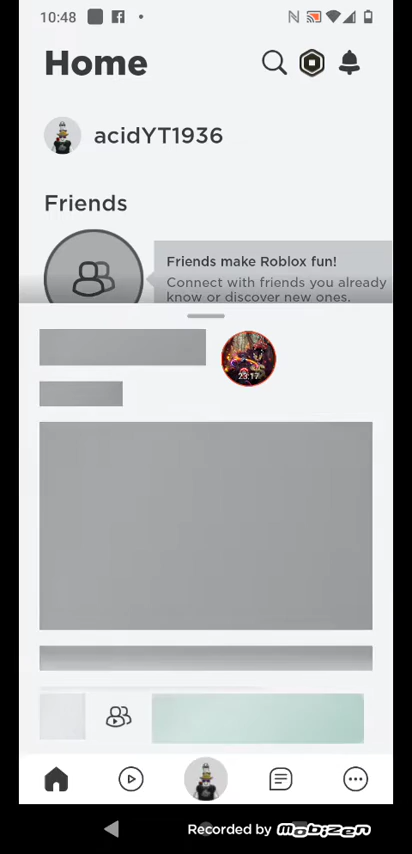 10:48
Home
acidYT1936
Friends
Friends make Roblox fun!
Connect with friends you already
know or discover new ones.
23:17
Recorded by MOBIZEN